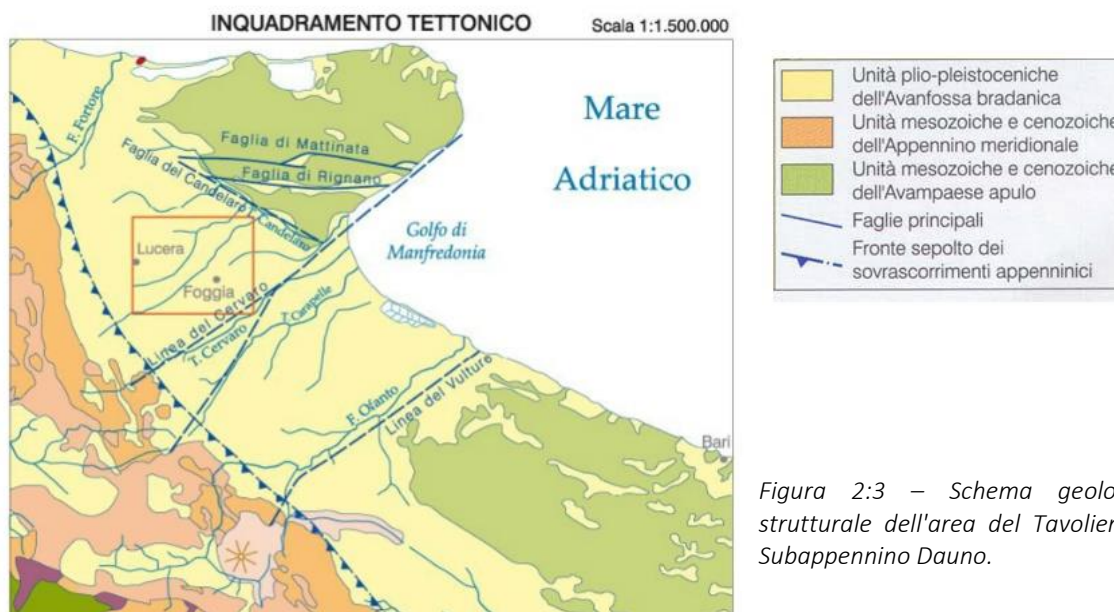 INQUADRAMENTO TETTONICO Scala 1:1.500.000
Mare
Adriatico
Golfo di
Manfredonia
F. Fortore
Faglia di Mattinata
Faglia di Rignano
Faglia del Candelaro
T. Candelaro
Lucera
Foggia
Linea del Cervaro
T. Cervaro
T. Carapelle
F. Ofanto
Linea del Vulture
Bari
Unità plio-pleistoceniche
dell'Avanfossa bradanica
Unità mesozoiche e cenozoiche
dell'Appennino meridionale
Unità mesozoiche e cenozoiche
dell'Avampaese apulo
Faglie principali
Fronte sepolto dei
sovrascorrimenti appenninici
Figura 2:3 – Schema geolo
strutturale dell'area del Tavolier
Subappennino Dauno.